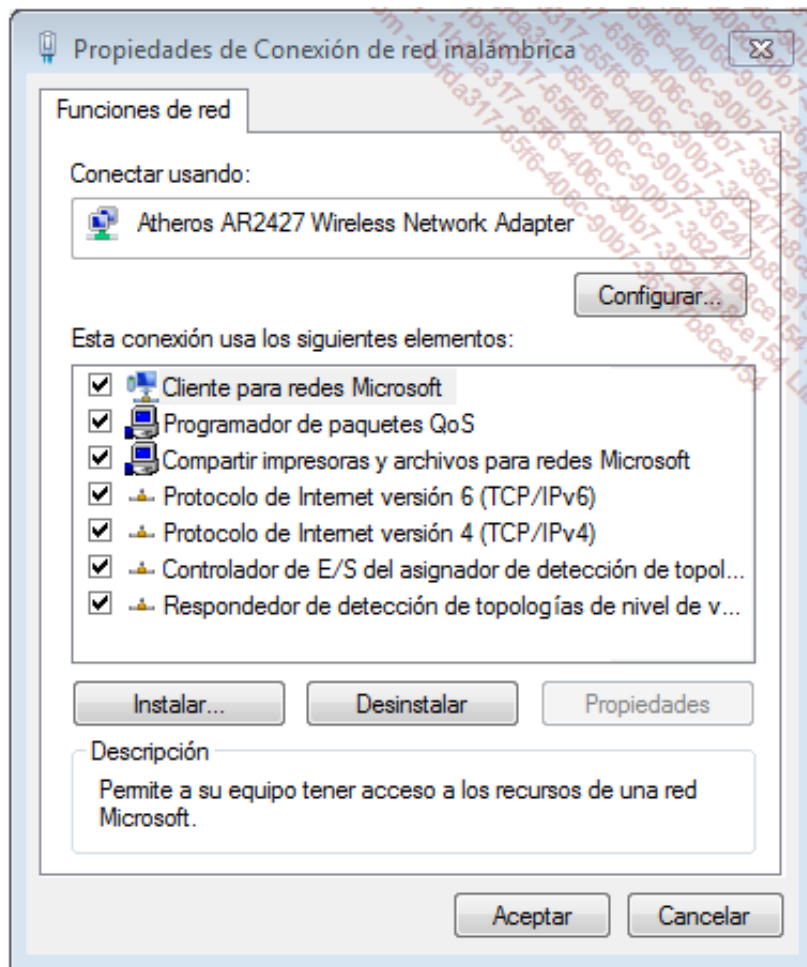 Propiedades de Conexión de red inalámbrica
Funciones de red
Conectar usando:
Atheros AR2427 Wireless Network Adapter
Configurar...
Esta conexión usa los siguientes elementos:
Cliente para redes Microsoft
Programador de paquetes QoS
Compartir impresoras y archivos para redes Microsoft
Protocolo de Internet versión 6 (TCP/IPv6)
Protocolo de Internet versión 4 (TCP/IPv4)
Controlador de E/S del asignador de detección de topol...
Respondedor de detección de topologías de nivel de v...
Instalar...
Desinstalar
Propiedades
Descripción
Permite a su equipo tener acceso a los recursos de una red
Microsoft.
Aceptar
Cancelar